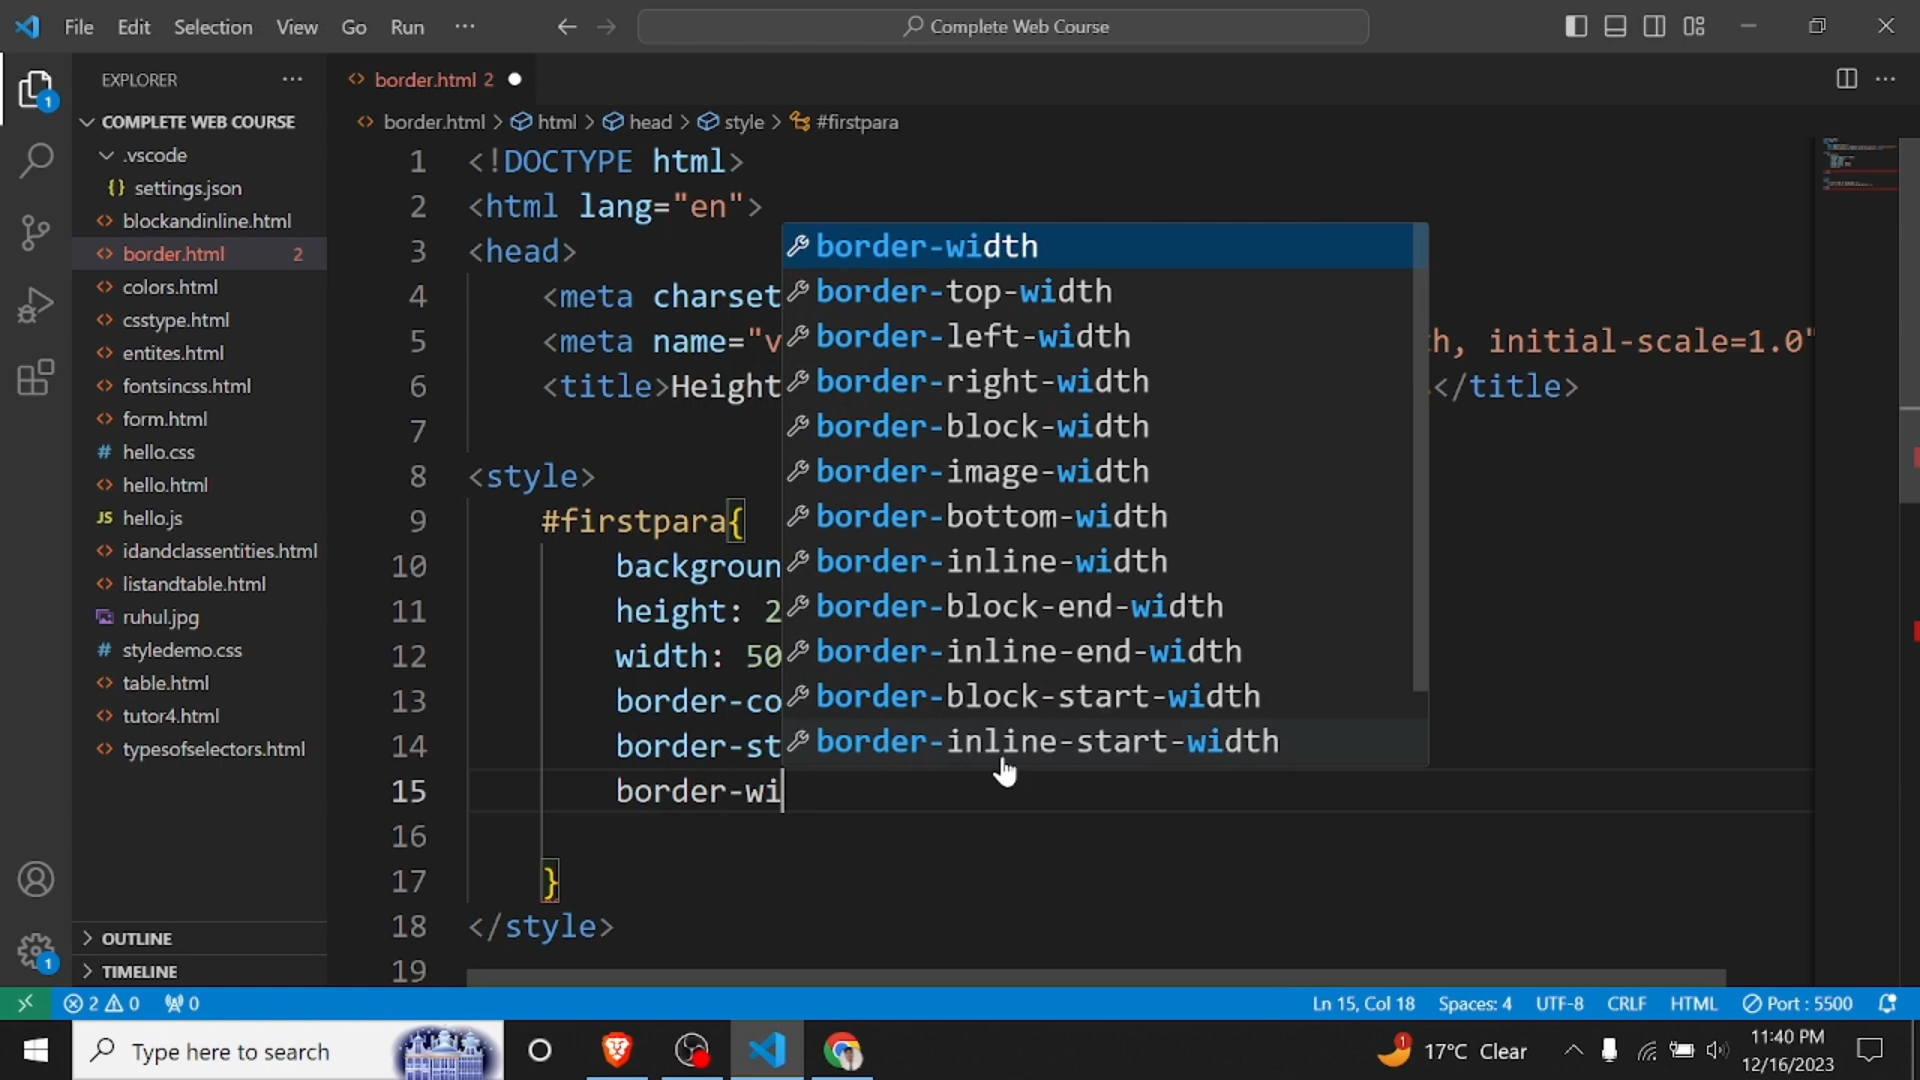 File Edit Selection View Go Run ··· Complete Web Course
EXPLORER ···
border.html 2
COMPLETE WEB COURSE
border.html > html > head > style > #firstpara
.vscode
{} settings.json
blockandinline.html
border.html 2
colors.html
csstype.html
entites.html
fontsincss.html
form.html
# hello.css
hello.html
JS hello.js
idandclassentities.html
listandtable.html
ruhul.jpg
# styledemo.css
table.html
tutor4.html
typesofselectors.html
OUTLINE
TIMELINE
1 <!DOCTYPE html>
2 <html lang="en">
3 <head>
4 <meta charset
5 <meta name="v h, initial-scale=1.0"
6 <title>Height </title>
7
8 <style>
9 #firstpara{
10 backgroun
11 height: 2
12 width: 50
13 border-co
14 border-st
15 border-wi
16
17 }
18 </style>
19
border-width
border-top-width
border-left-width
border-right-width
border-block-width
border-image-width
border-bottom-width
border-inline-width
border-block-end-width
border-inline-end-width
border-block-start-width
border-inline-start-width
1
1
2 0 0 Ln 15, Col 18 Spaces: 4 UTF-8 CRLF HTML Port : 5500
Type here to search 1 17°C Clear 11:40 PM
12/16/2023